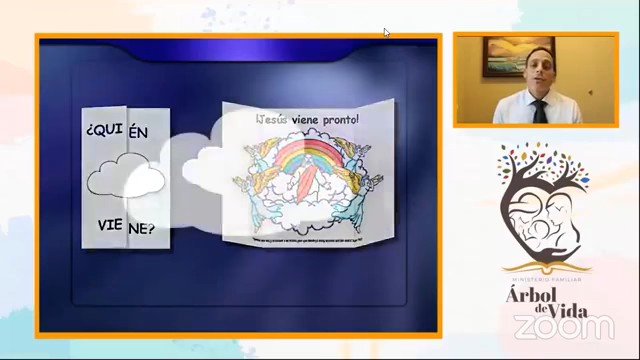 ¿QUI ÉN
VIE NE?
¡Jesús viene pronto!
MINISTERIO FAMILIAR
Árbol
de Vida
zoom